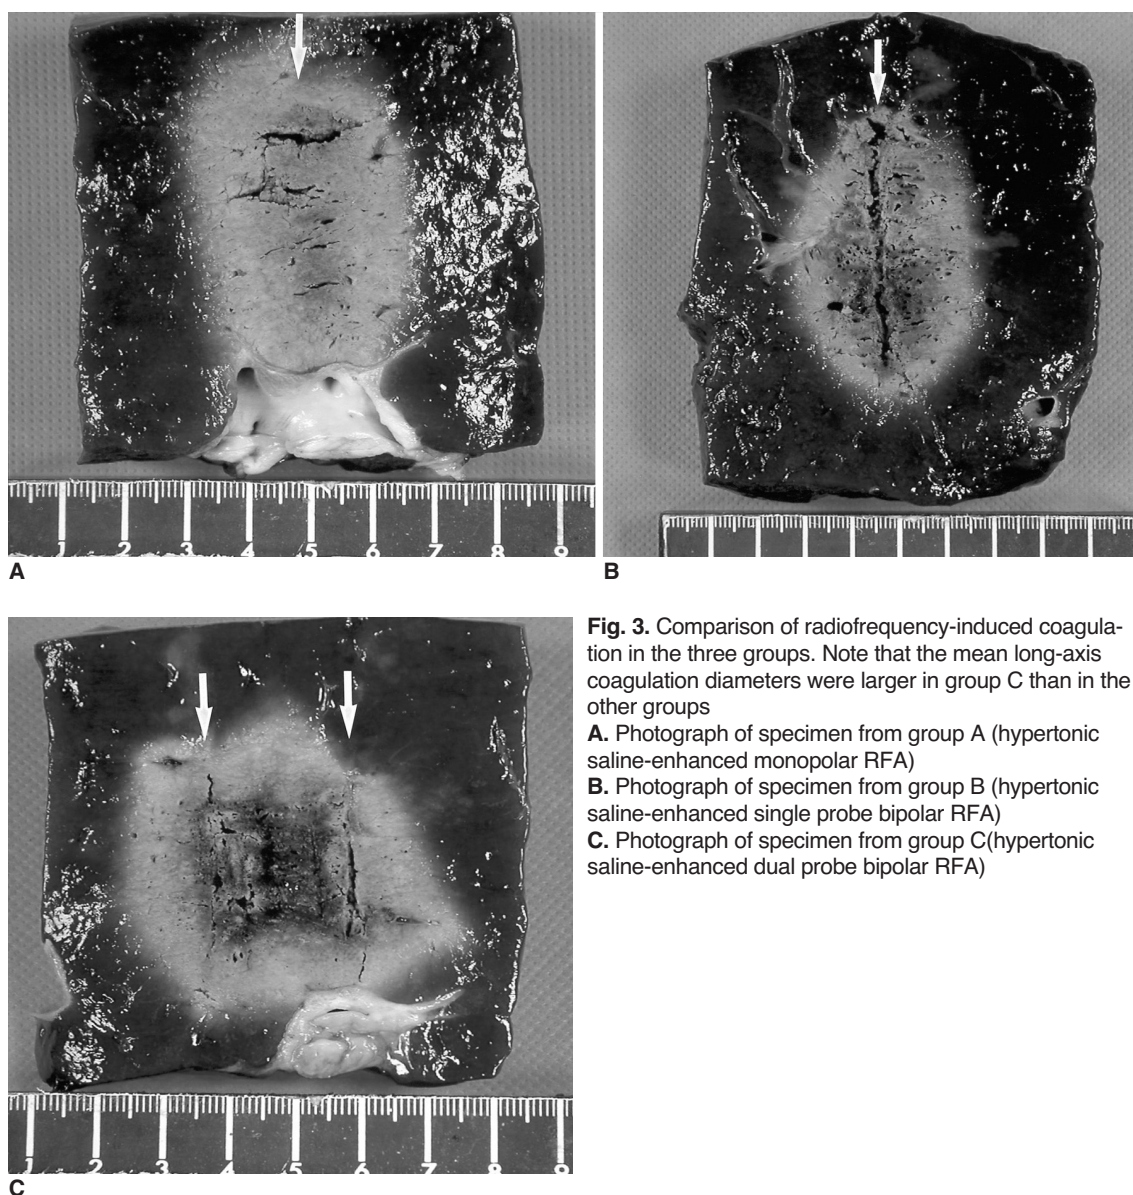 1 2 3 4 5 6 7 8 9
A
B
Fig. 3. Comparison of radiofrequency-induced coagula-
tion in the three groups. Note that the mean long-axis
coagulation diameters were larger in group C than in the
other groups
A. Photograph of specimen from group A (hypertonic
saline-enhanced monopolar RFA)
B. Photograph of specimen from group B (hypertonic
saline-enhanced single probe bipolar RFA)
C. Photograph of specimen from group C(hypertonic
saline-enhanced dual probe bipolar RFA)
1 2 3 4 5 6 7 8 9
C